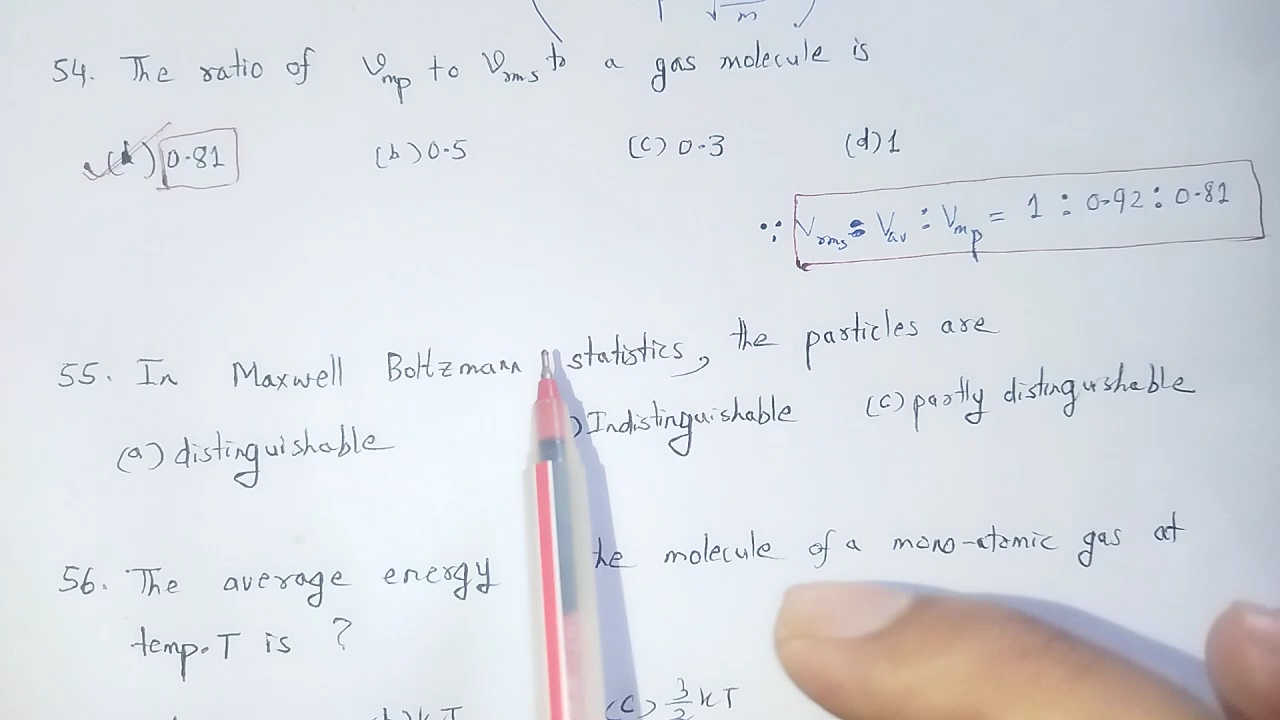 √m
54. The ratio of Vmp to Vrms to a gas molecule is
(a) 0.81 (b) 0.5 (c) 0.3 (d) 1
∵ Vrms : Vav : Vmp = 1 : 0.92 : 0.81
55. In Maxwell Boltzmann statistics, the particles are
(a) distinguishable ) Indistinguishable (c) partly distinguishable
56. The average energy he molecule of a mono-atomic gas at
temp. T is ?
(b) kT (c) 3/2 kT